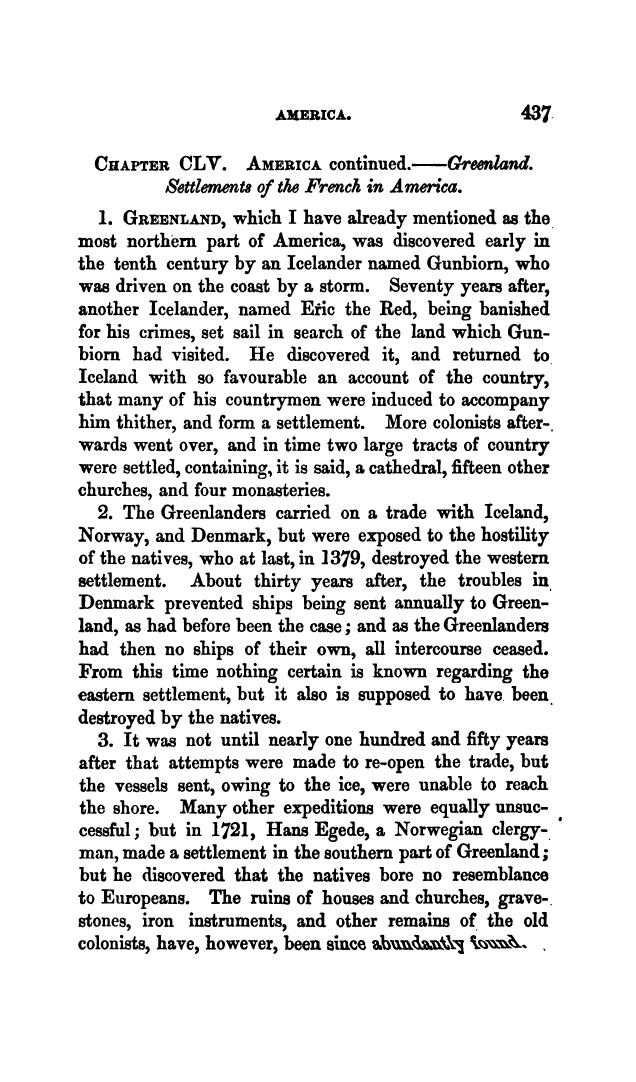 AMERICA. 437
CHAPTER CLV. AMERICA continued.——Greenland.
Settlements of the French in America.
1. GREENLAND, which I have already mentioned as the
most northern part of America, was discovered early in
the tenth century by an Icelander named Gunbiorn, who
was driven on the coast by a storm. Seventy years after,
another Icelander, named Eric the Red, being banished
for his crimes, set sail in search of the land which Gun-
biorn had visited. He discovered it, and returned to
Iceland with so favourable an account of the country,
that many of his countrymen were induced to accompany
him thither, and form a settlement. More colonists after-
wards went over, and in time two large tracts of country
were settled, containing, it is said, a cathedral, fifteen other
churches, and four monasteries.
2. The Greenlanders carried on a trade with Iceland,
Norway, and Denmark, but were exposed to the hostility
of the natives, who at last, in 1379, destroyed the western
settlement. About thirty years after, the troubles in
Denmark prevented ships being sent annually to Green-
land, as had before been the case; and as the Greenlanders
had then no ships of their own, all intercourse ceased.
From this time nothing certain is known regarding the
eastern settlement, but it also is supposed to have been
destroyed by the natives.
3. It was not until nearly one hundred and fifty years
after that attempts were made to re-open the trade, but
the vessels sent, owing to the ice, were unable to reach
the shore. Many other expeditions were equally unsuc-
cessful; but in 1721, Hans Egede, a Norwegian clergy-
man, made a settlement in the southern part of Greenland;
but he discovered that the natives bore no resemblance
to Europeans. The ruins of houses and churches, grave-
stones, iron instruments, and other remains of the old
colonists, have, however, been since abundantly found.